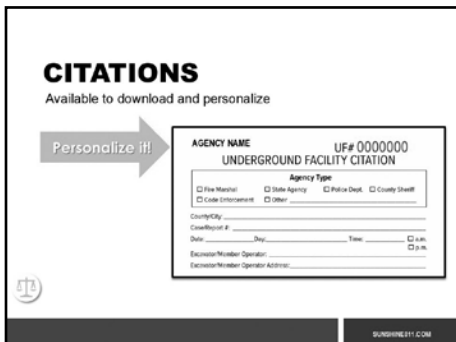 CITATIONS
Available to download and personalize
Personalize it!
AGENCY NAME
UF# 0000000
UNDERGROUND FACILITY CITATION
Agency Type
☐ Fire Marshal ☐ State Agency ☐ Police Dept. ☐ County Sheriff
☐ Code Enforcement ☐ Other
County/City:
Case/Report #:
Date: Day: Time: ☐ a.m.
☐ p.m.
Excavator/Member Operator:
Excavator/Member Operator Address:
SUNSHINE811.COM